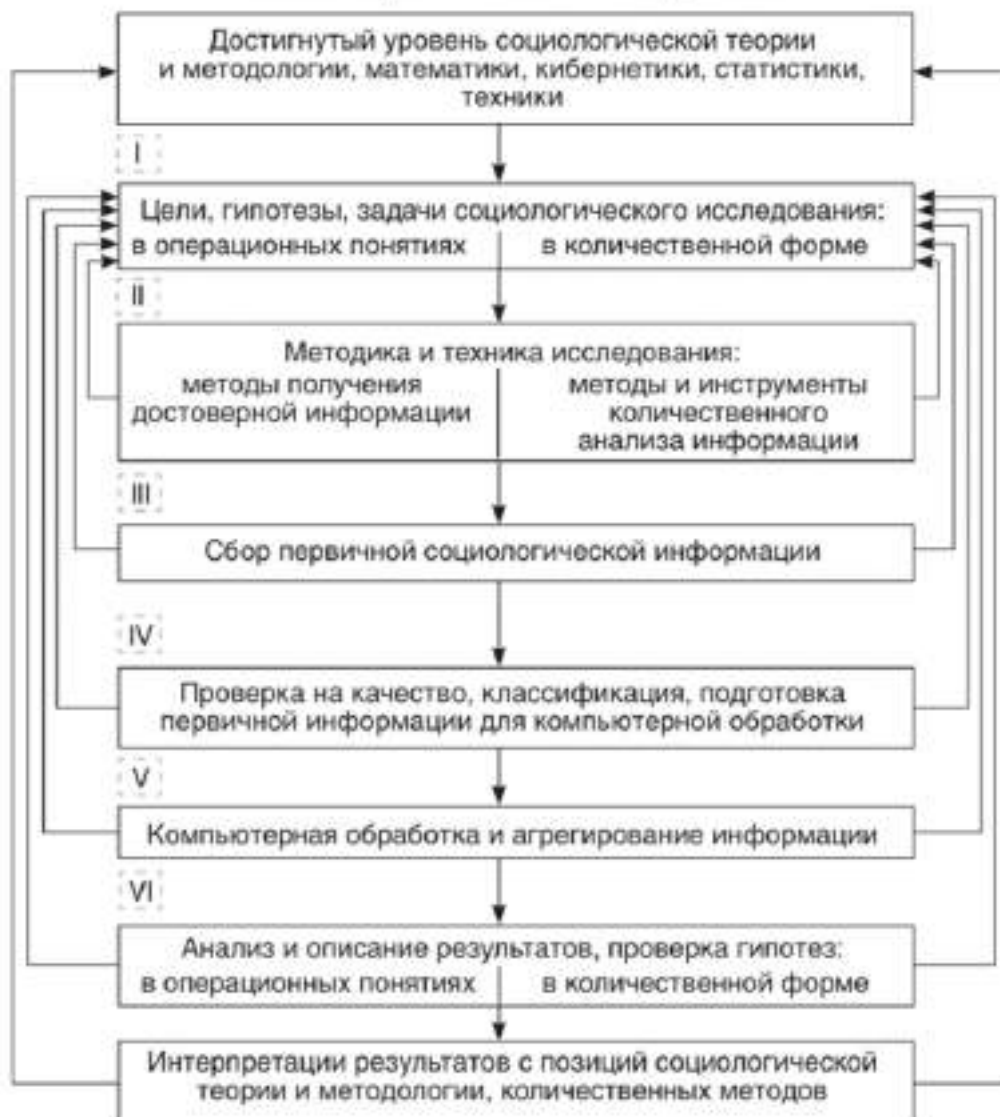 Достигнутый уровень социологической теории
и методологии, математики, кибернетики, статистики,
техники
I
Цели, гипотезы, задачи социологического исследования:
в операционных понятиях в количественной форме
II
Методика и техника исследования:
методы получения методы и инструменты
достоверной информации количественного
анализа информации
III
Сбор первичной социологической информации
IV
Проверка на качество, классификация, подготовка
первичной информации для компьютерной обработки
V
Компьютерная обработка и агрегирование информации
VI
Анализ и описание результатов, проверка гипотез:
в операционных понятиях в количественной форме
Интерпретации результатов с позиций социологической
теории и методологии, количественных методов